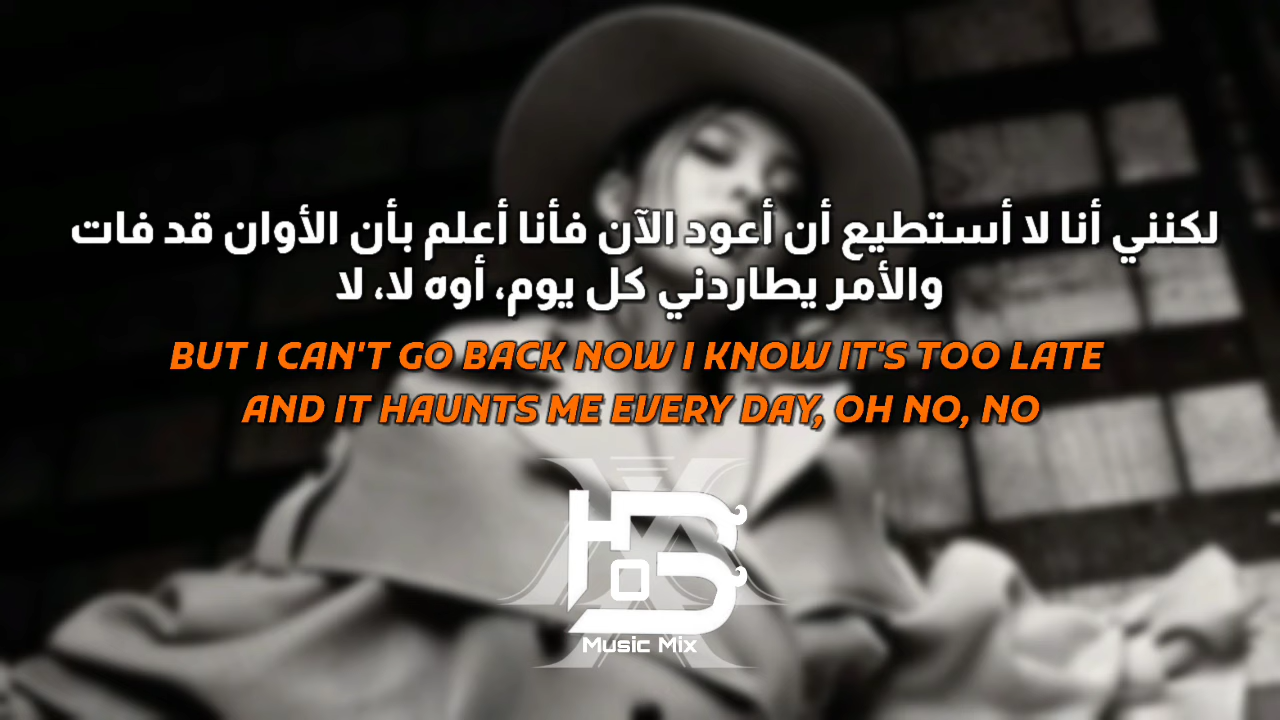 لكنني أنا لا أستطيع أن أعود الآن فأنا أعلم بأن الأوان قد فات
والأمر يطاردني كل يوم، أوه لا، لا
BUT I CAN'T GO BACK NOW I KNOW IT'S TOO LATE
AND IT HAUNTS ME EVERY DAY, OH NO, NO
HoS
Music Mix